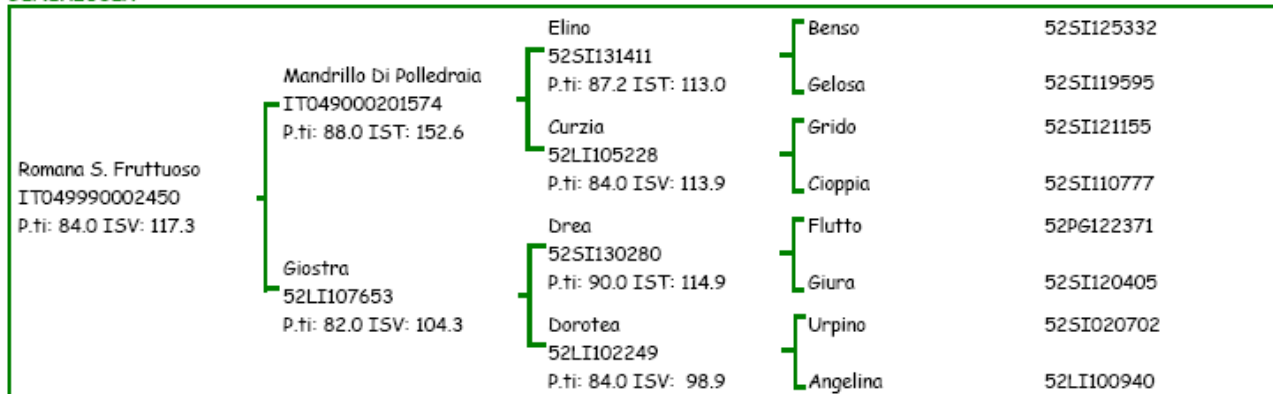 Romana S. Fruttuoso
IT049990002450
P.ti: 84.0 ISV: 117.3
Mandrillo Di Polledraia
IT049000201574
P.ti: 88.0 IST: 152.6
Giostra
52LI107653
P.ti: 82.0 ISV: 104.3
Elino
52SI131411
P.ti: 87.2 IST: 113.0
Curzia
52LI105228
P.ti: 84.0 ISV: 113.9
Drea
52SI130280
P.ti: 90.0 IST: 114.9
Dorotea
52LI102249
P.ti: 84.0 ISV: 98.9
Benso 52SI125332
Gelosa 52SI119595
Grido 52SI121155
Cioppia 52SI110777
Flutto 52PG122371
Giura 52SI120405
Urpino 52SI020702
Angelina 52LI100940